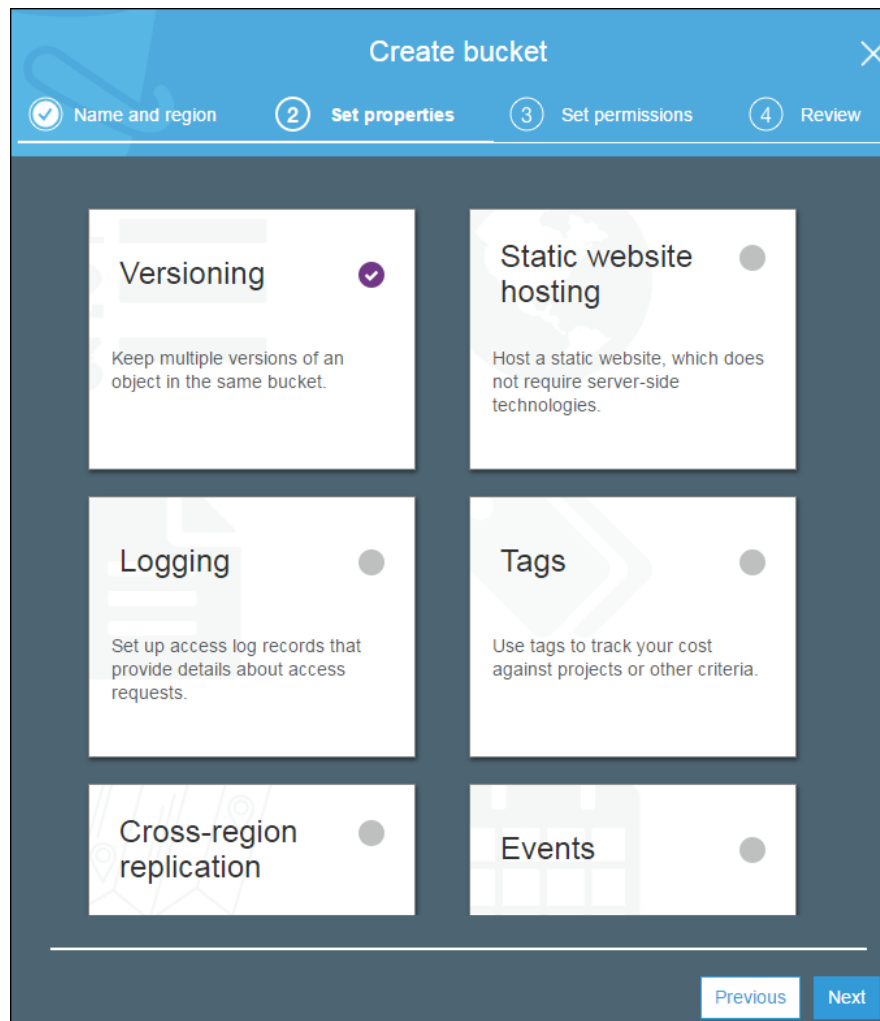 Create bucket
Name and region 2 Set properties 3 Set permissions 4 Review
Versioning
Keep multiple versions of an
object in the same bucket.
Static website
hosting
Host a static website, which does
not require server-side
technologies.
Logging
Set up access log records that
provide details about access
requests.
Tags
Use tags to track your cost
against projects or other criteria.
Cross-region
replication
Events
Previous Next